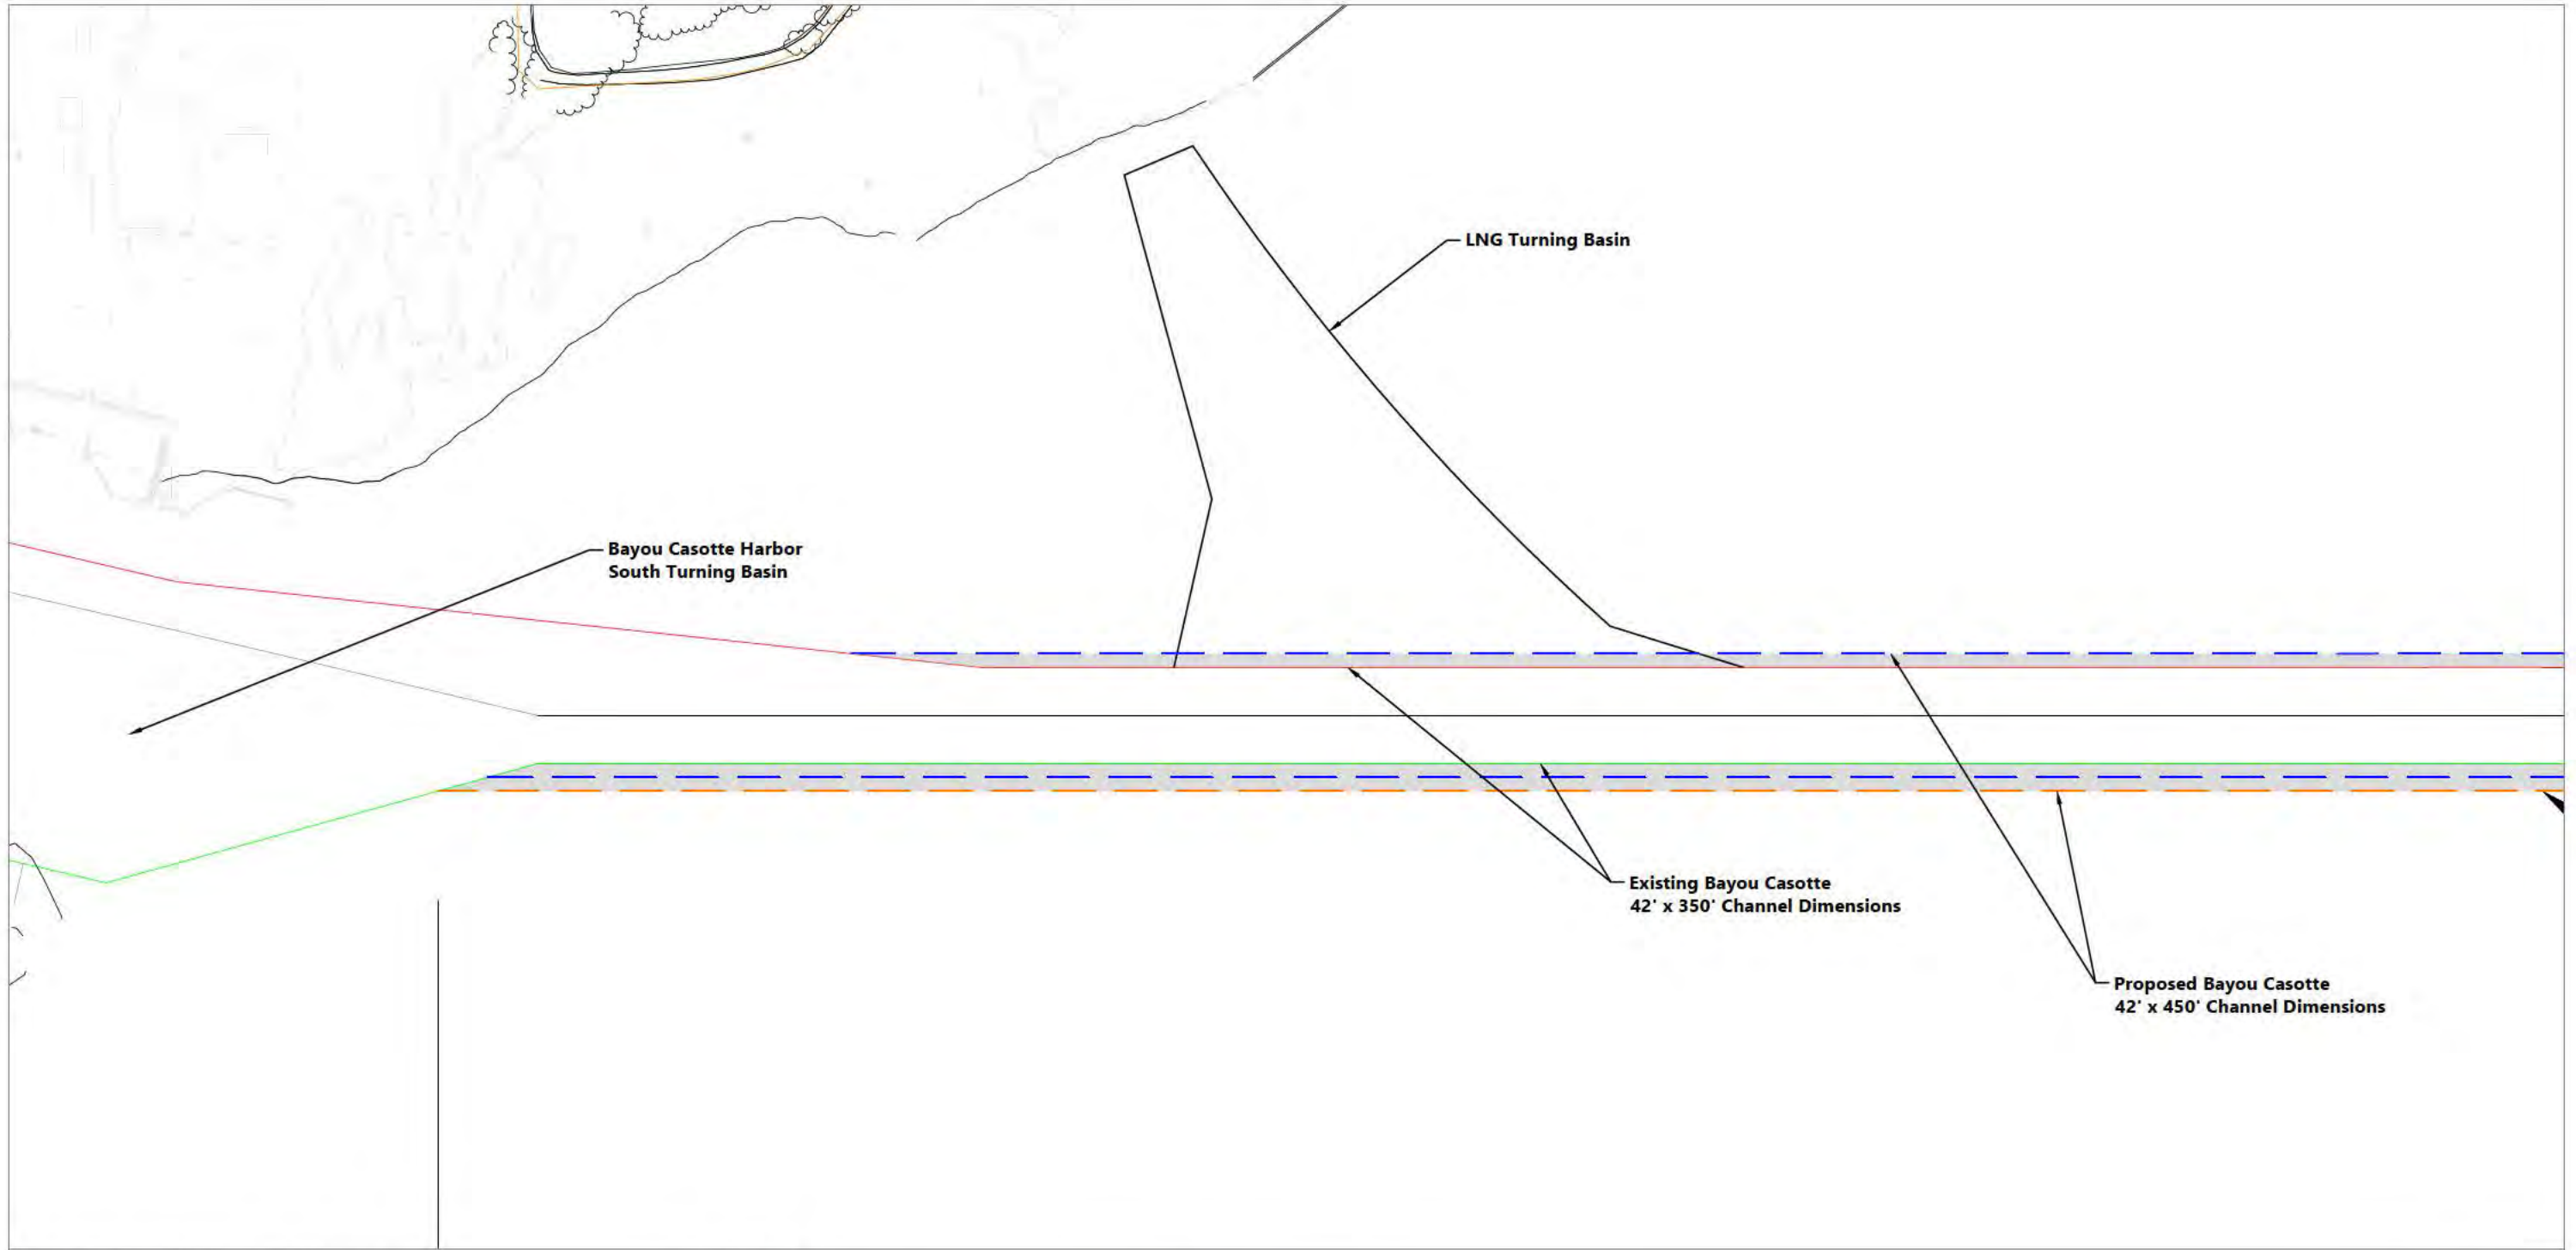 LNG Turning Basin
Bayou Casotte Harbor
South Turning Basin
Existing Bayou Casotte
42' x 350' Channel Dimensions
Proposed Bayou Casotte
42' x 450' Channel Dimensions